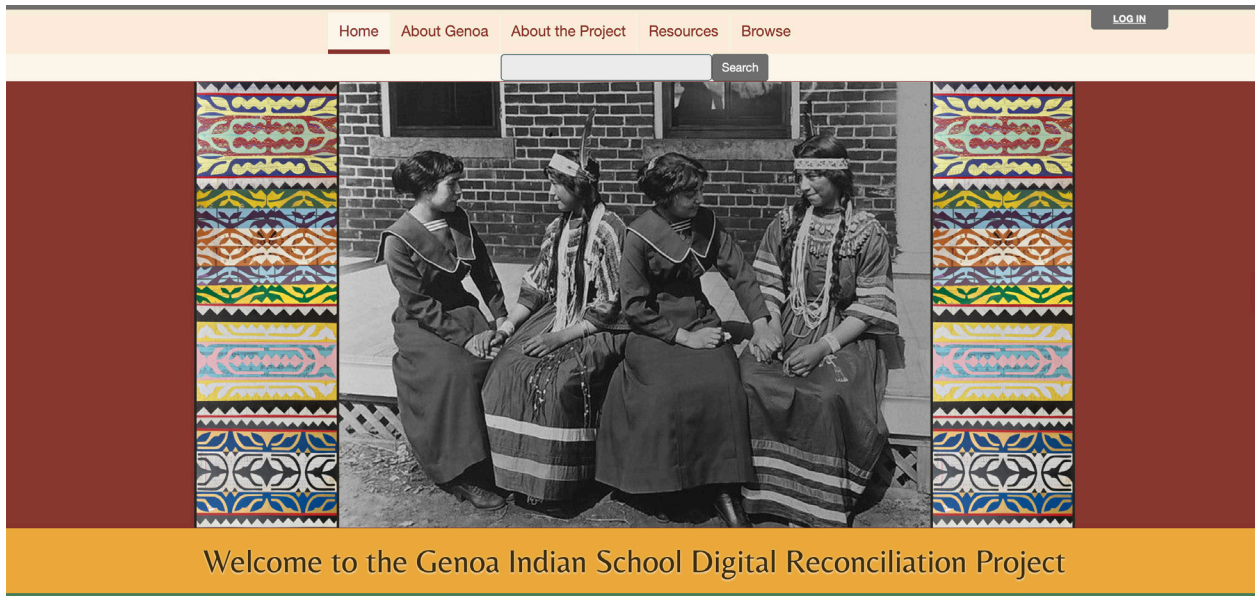 LOG IN
Home About Genoa About the Project Resources Browse
Search
Welcome to the Genoa Indian School Digital Reconciliation Project